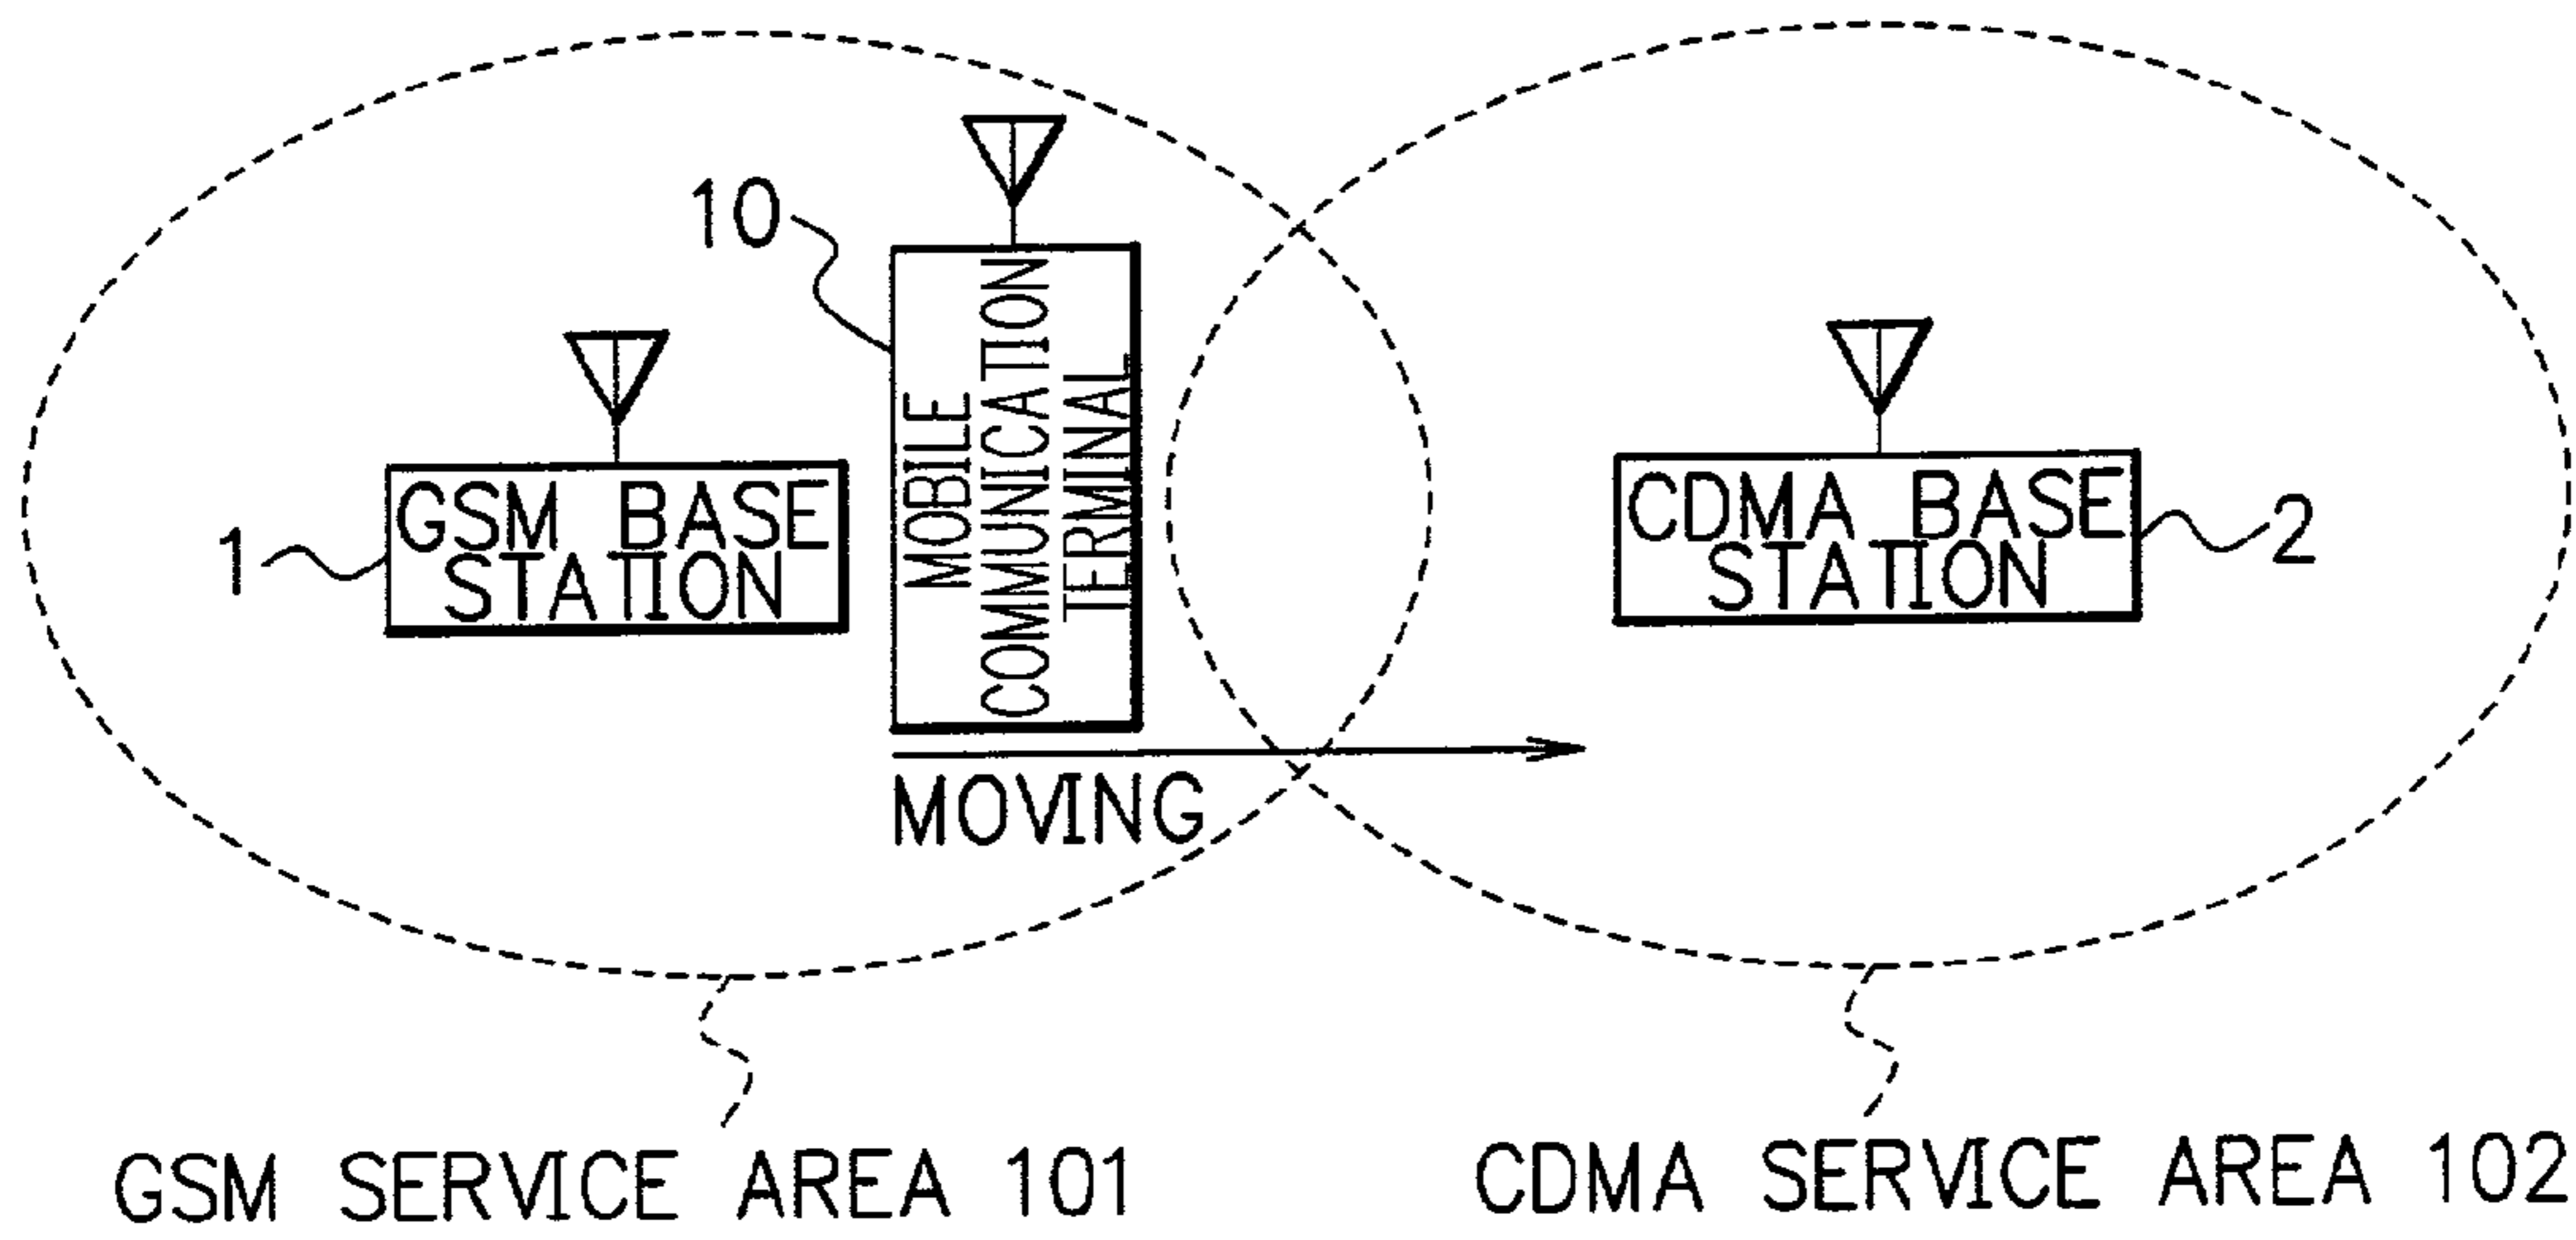 10
MOBILE
COMMUNICATION
TERMINAL
1
GSM BASE
STATION
CDMA BASE
STATION
2
MOVING
GSM SERVICE AREA 101
CDMA SERVICE AREA 102